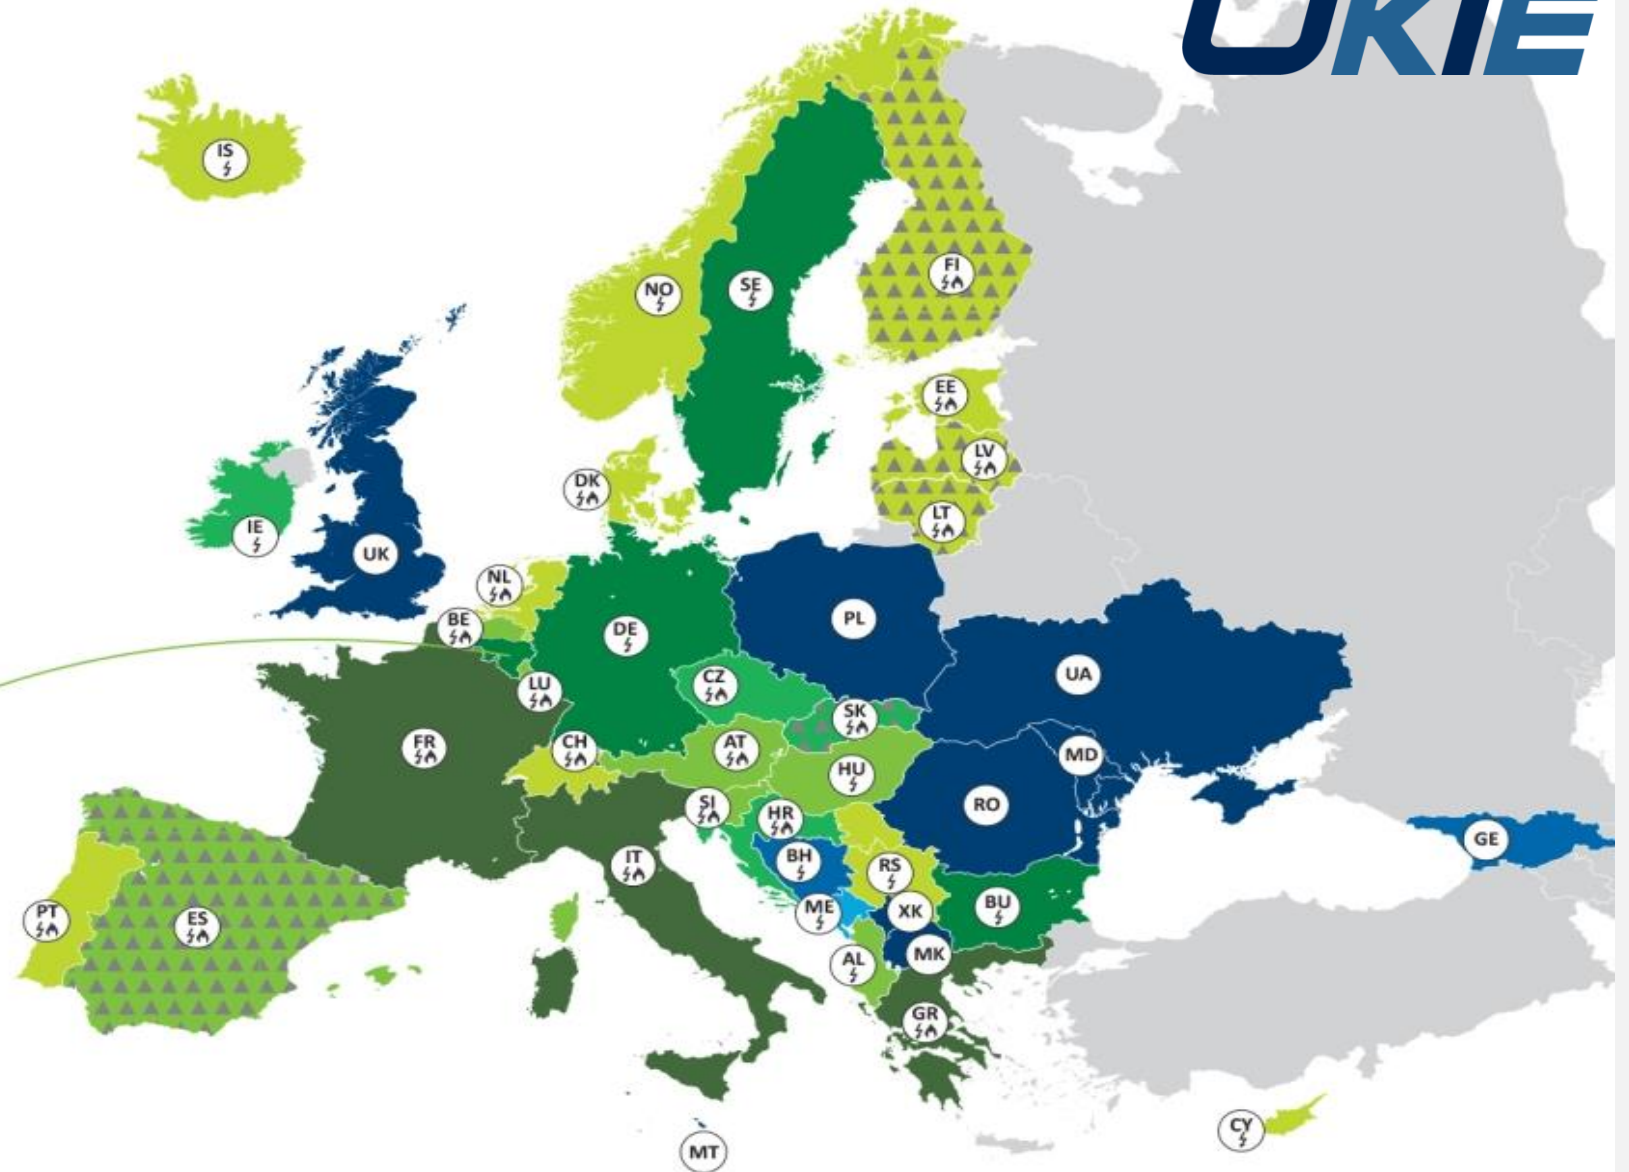 UKIE
IS
NO
SE
FI
EE
LV
DK
LT
IE
UK
NL
BE
DE
PL
LU
CZ
UA
SK
FR
CH
AT
HU
MD
SI
HR
RO
GE
IT
BH
RS
PT
ES
ME
XK
BU
AL
MK
GR
CY
MT